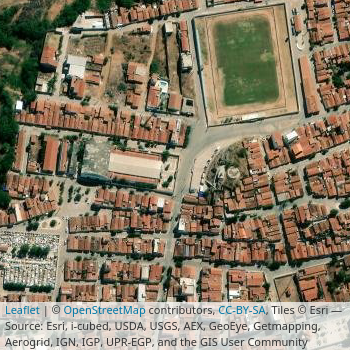 Leaflet | © OpenStreetMap contributors, CC-BY-SA, Tiles © Esri —
Source: Esri, i-cubed, USDA, USGS, AEX, GeoEye, Getmapping,
Aerogrid, IGN, IGP, UPR-EGP, and the GIS User Community